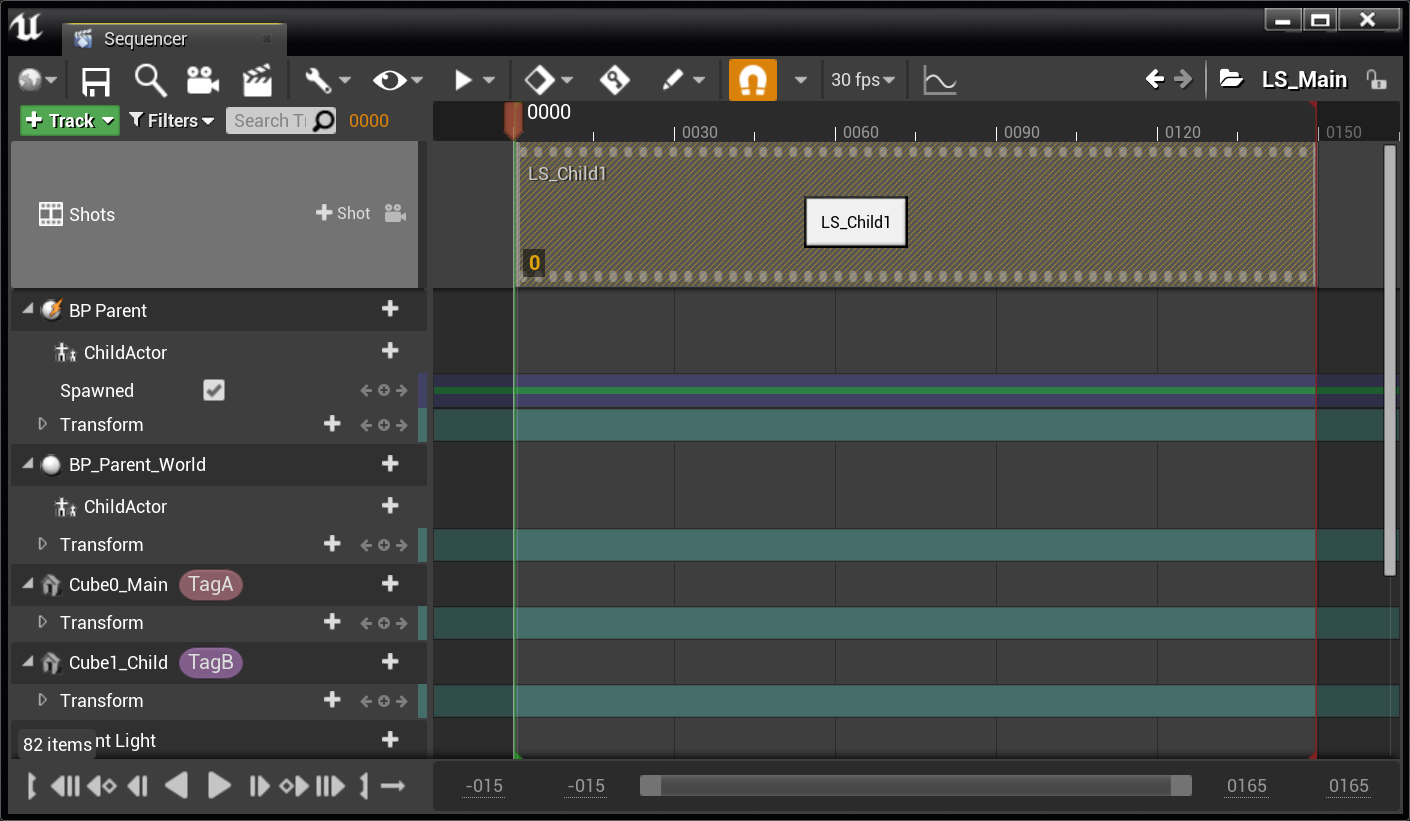 Sequencer
30 fps
LS_Main
Track
Filters
Search Tr
0000
0000
0030
0060
0090
0120
0150
Shots
Shot
LS_Child1
LS_Child1
0
BP Parent
ChildActor
Spawned
Transform
BP_Parent_World
ChildActor
Transform
Cube0_Main TagA
Transform
Cube1_Child TagB
Transform
82 items nt Light
-015 -015 0165 0165